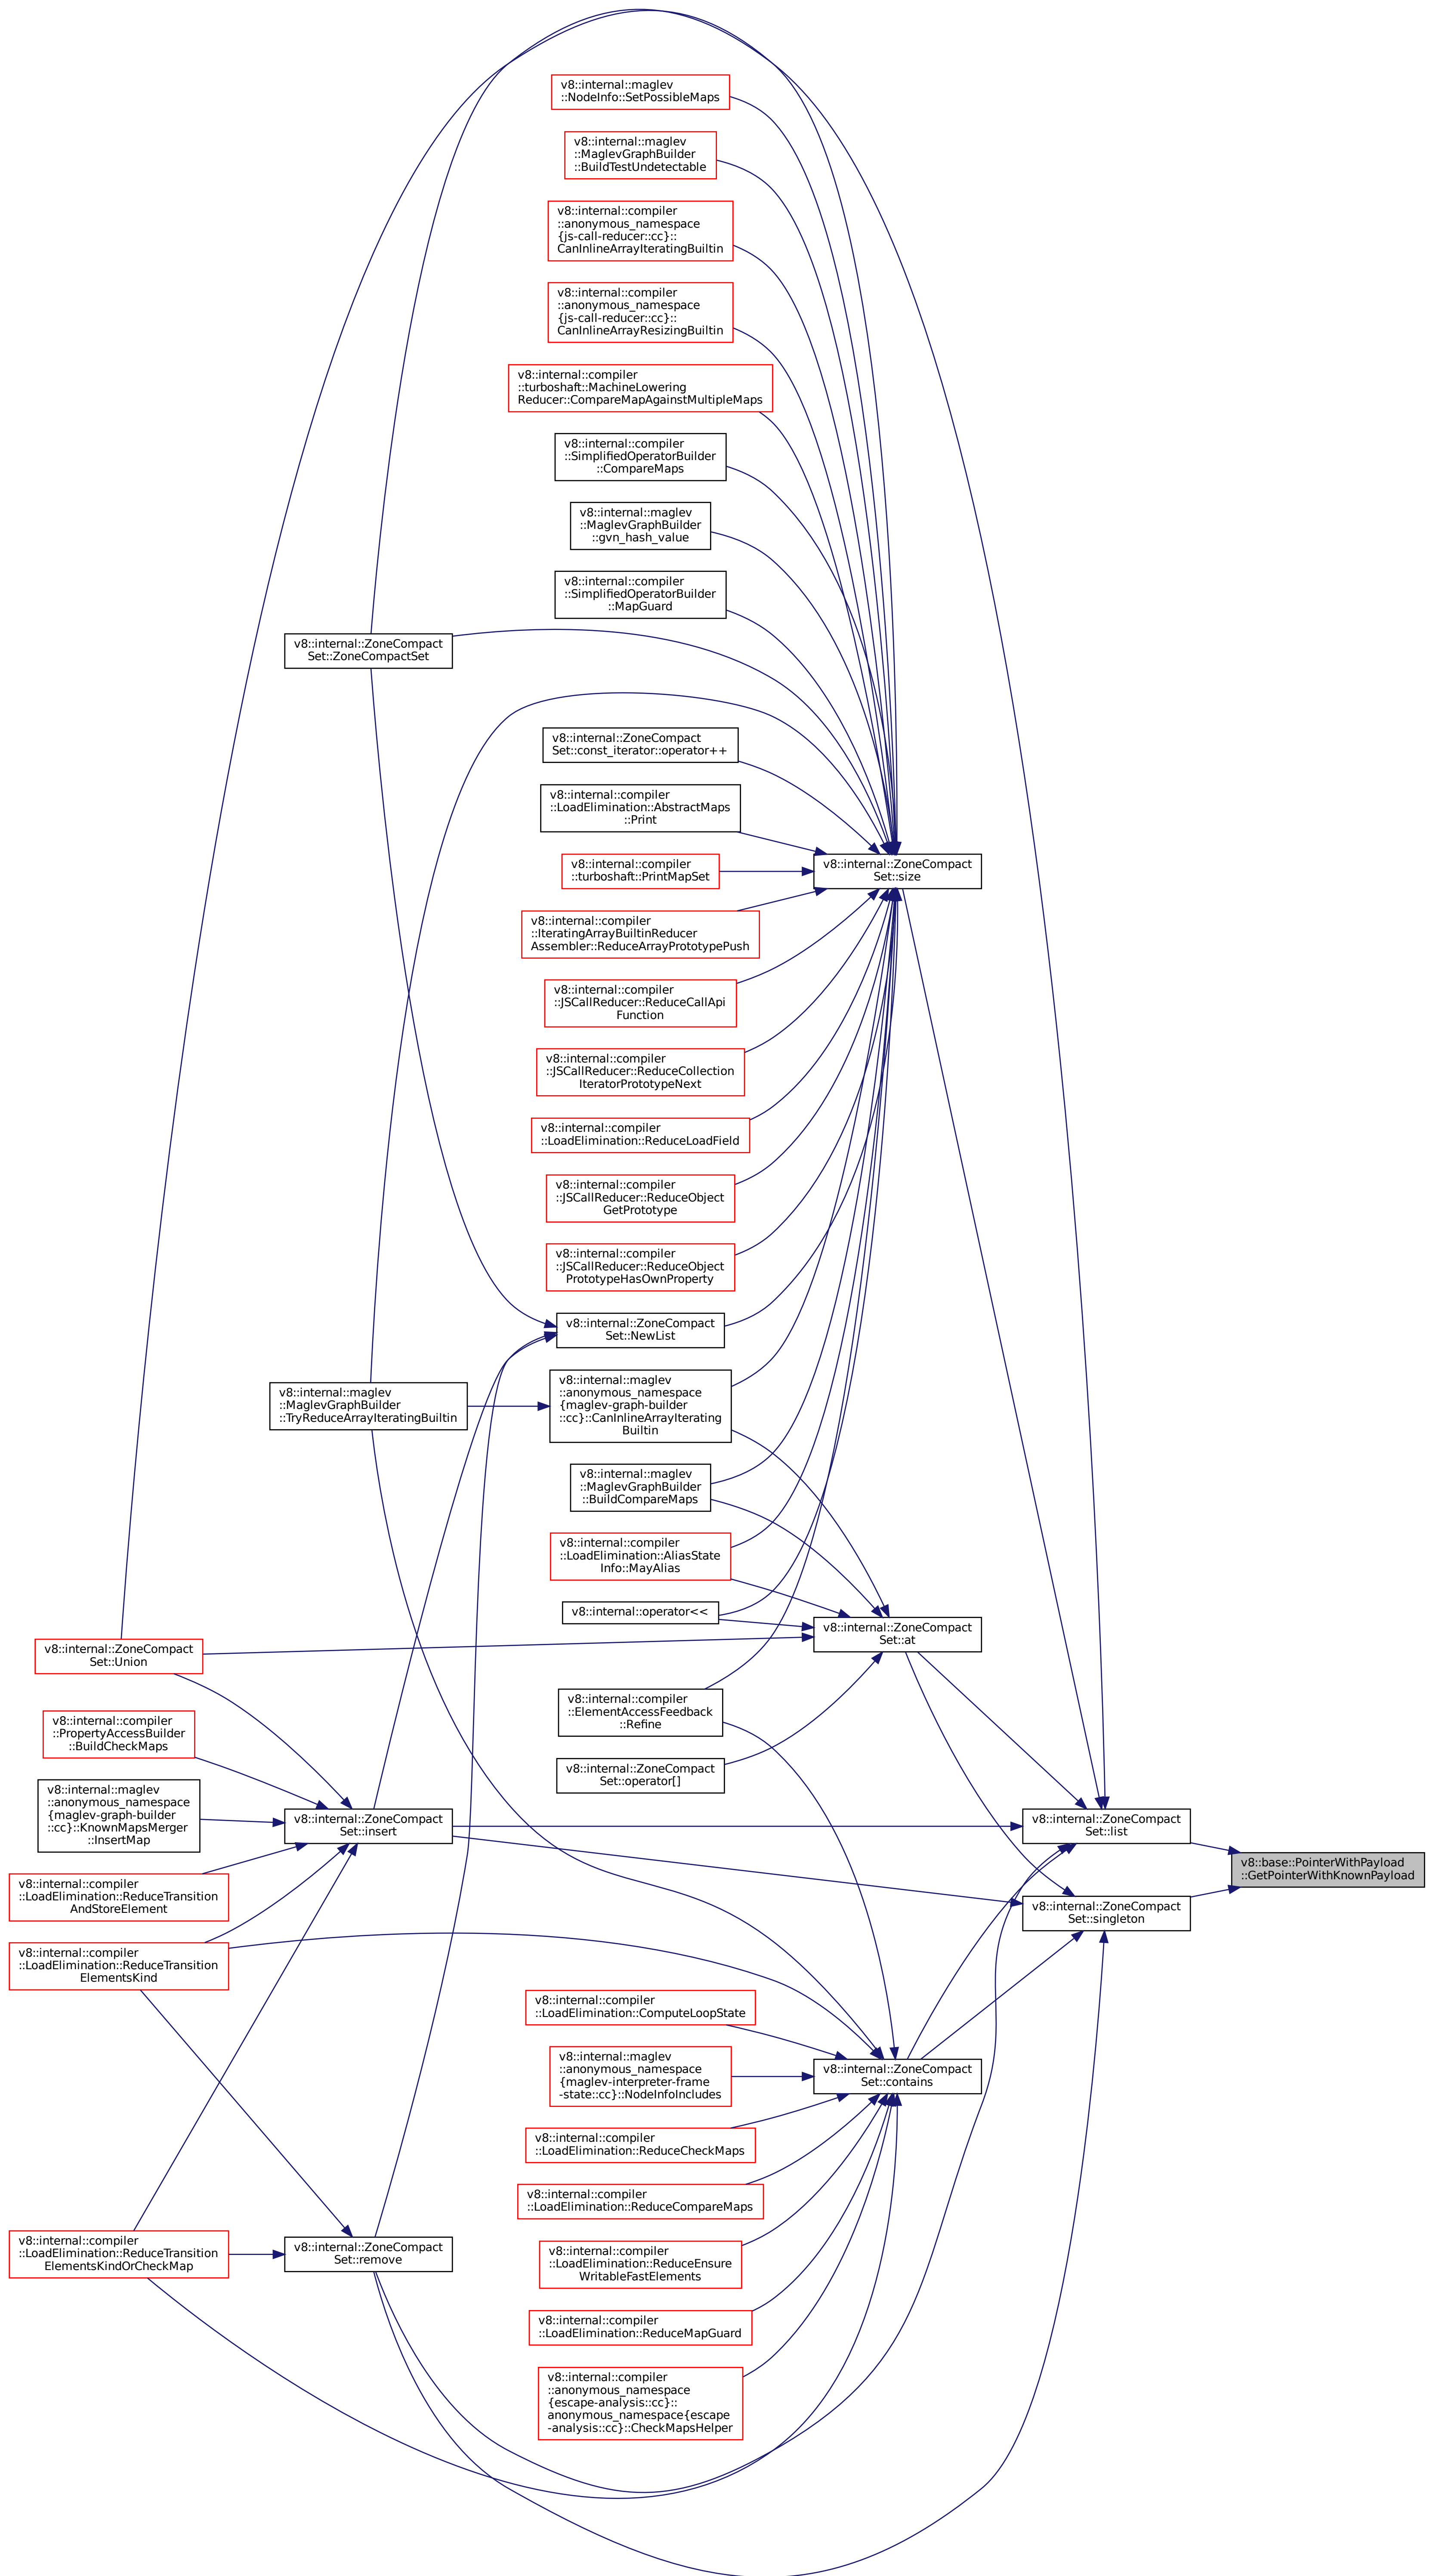 v8::internal::maglev
::NodeInfo::SetPossibleMaps
v8::internal::maglev
::MaglevGraphBuilder
::BuildTestUndetectable
v8::internal::compiler
::anonymous_namespace
{js-call-reducer::cc}::
CanInlineArrayIteratingBuiltin
v8::internal::compiler
::anonymous_namespace
{js-call-reducer::cc}::
CanInlineArrayResizingBuiltin
v8::internal::compiler
::turboshaft::MachineLowering
Reducer::CompareMapAgainstMultipleMaps
v8::internal::compiler
::SimplifiedOperatorBuilder
::CompareMaps
v8::internal::maglev
::MaglevGraphBuilder
::gvn_hash_value
v8::internal::compiler
::SimplifiedOperatorBuilder
::MapGuard
v8::internal::ZoneCompact
Set::ZoneCompactSet
v8::internal::ZoneCompact
Set::const_iterator::operator++
v8::internal::compiler
::LoadElimination::AbstractMaps
::Print
v8::internal::ZoneCompact
Set::size
v8::internal::compiler
::turboshaft::PrintMapSet
v8::internal::compiler
::IteratingArrayBuiltinReducer
Assembler::ReduceArrayPrototypePush
v8::internal::compiler
::JSCallReducer::ReduceCallApi
Function
v8::internal::compiler
::JSCallReducer::ReduceCollection
IteratorPrototypeNext
v8::internal::compiler
::LoadElimination::ReduceLoadField
v8::internal::compiler
::JSCallReducer::ReduceObject
GetPrototype
v8::internal::compiler
::JSCallReducer::ReduceObject
PrototypeHasOwnProperty
v8::internal::ZoneCompact
Set::NewList
v8::internal::maglev
::MaglevGraphBuilder
::TryReduceArrayIteratingBuiltin
v8::internal::maglev
::anonymous_namespace
{maglev-graph-builder
::cc}::CanInlineArrayIterating
Builtin
v8::internal::maglev
::MaglevGraphBuilder
::BuildCompareMaps
v8::internal::compiler
::LoadElimination::AliasState
Info::MayAlias
v8::internal::operator<<
v8::internal::ZoneCompact
Set::at
v8::internal::ZoneCompact
Set::Union
v8::internal::compiler
::ElementAccessFeedback
::Refine
v8::internal::compiler
::PropertyAccessBuilder
::BuildCheckMaps
v8::internal::ZoneCompact
Set::operator[]
v8::internal::maglev
::anonymous_namespace
{maglev-graph-builder
::cc}::KnownMapsMerger
::InsertMap
v8::internal::ZoneCompact
Set::insert
v8::internal::ZoneCompact
Set::list
v8::base::PointerWithPayload
::GetPointerWithKnownPayload
v8::internal::compiler
::LoadElimination::ReduceTransition
AndStoreElement
v8::internal::ZoneCompact
Set::singleton
v8::internal::compiler
::LoadElimination::ReduceTransition
ElementsKind
v8::internal::compiler
::LoadElimination::ComputeLoopState
v8::internal::maglev
::anonymous_namespace
{maglev-interpreter-frame
-state::cc}::NodeInfoIncludes
v8::internal::ZoneCompact
Set::contains
v8::internal::compiler
::LoadElimination::ReduceCheckMaps
v8::internal::compiler
::LoadElimination::ReduceCompareMaps
v8::internal::compiler
::LoadElimination::ReduceTransition
ElementsKindOrCheckMap
v8::internal::ZoneCompact
Set::remove
v8::internal::compiler
::LoadElimination::ReduceEnsure
WritableFastElements
v8::internal::compiler
::LoadElimination::ReduceMapGuard
v8::internal::compiler
::anonymous_namespace
{escape-analysis::cc}::
anonymous_namespace{escape
-analysis::cc}::CheckMapsHelper